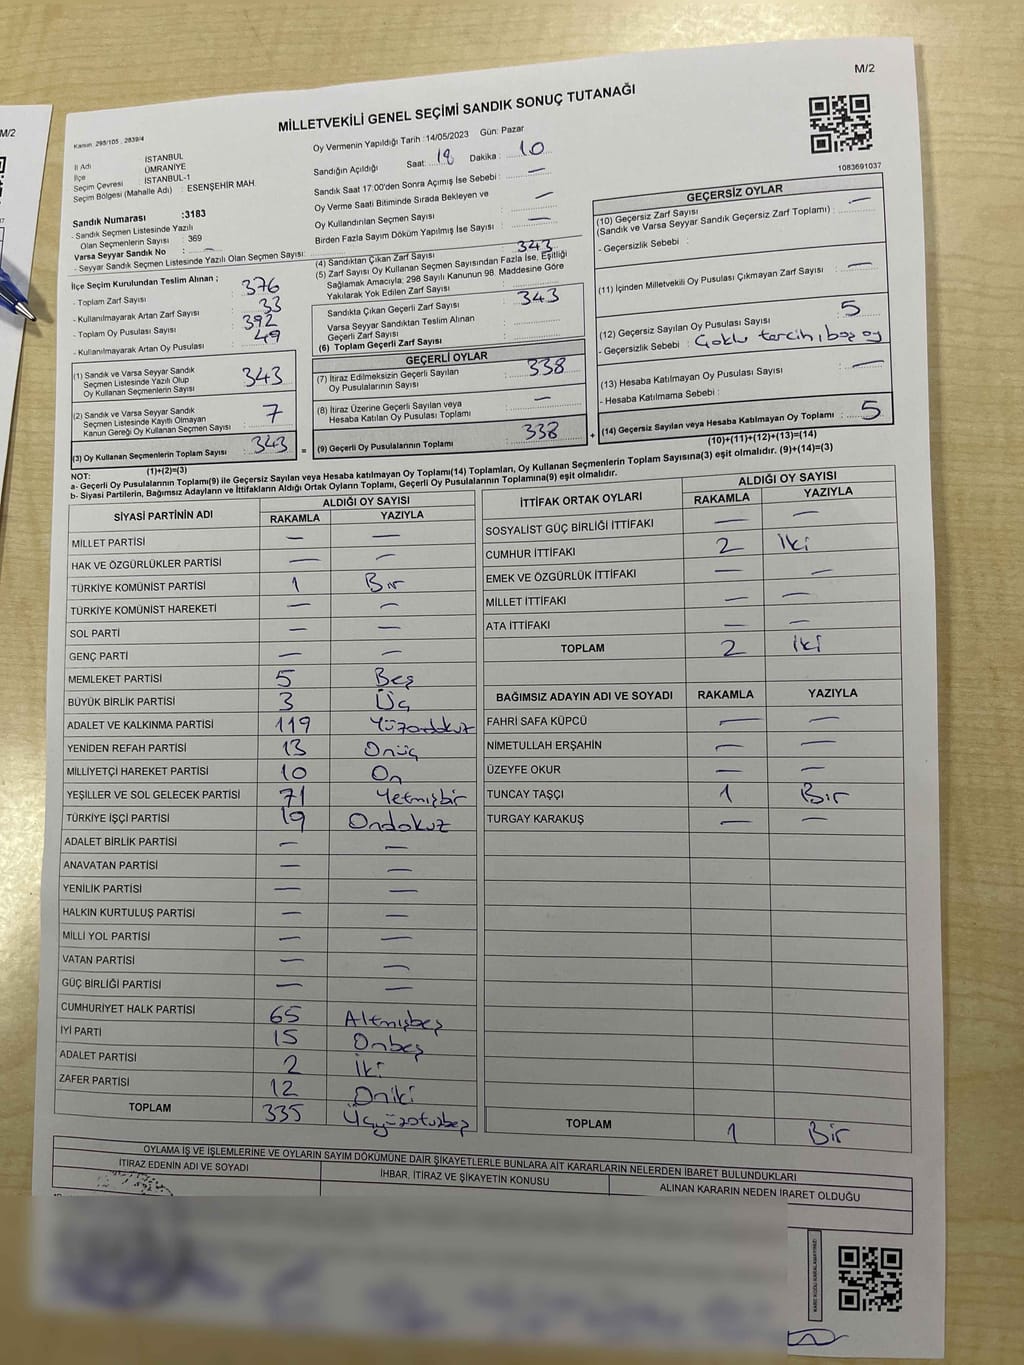 M/2
M/2
Kanun 298/105 , 2839/4
MİLLETVEKİLİ GENEL SEÇİMİ SANDIK SONUÇ TUTANAĞI
1083691037
İl Adı İSTANBUL
İlçe ÜMRANİYE
Seçim Çevresi İSTANBUL-1
Seçim Bölgesi (Mahalle Adı) : ESENŞEHİR MAH.
Sandık Numarası :3183
- Sandık Seçmen Listesinde Yazılı
Olan Seçmenlerin Sayısı : 369
Varsa Seyyar Sandık No : —
- Seyyar Sandık Seçmen Listesinde Yazılı Olan Seçmen Sayısı:
Oy Vermenin Yapıldığı Tarih :14/05/2023 Gün: Pazar
Sandığın Açıldığı Saat: 18 Dakika : 10
Sandık Saat 17:00'den Sonra Açılmış İse Sebebi : —
Oy Verme Saati Bitiminde Sırada Bekleyen ve
Oy Kullandırılan Seçmen Sayısı —
Birden Fazla Sayım Döküm Yapılmış İse Sayısı : —
İlçe Seçim Kurulundan Teslim Alınan ;
- Toplam Zarf Sayısı : 376
- Kullanılmayarak Artan Zarf Sayısı : 33
- Toplam Oy Pusulası Sayısı : 392
- Kullanılmayarak Artan Oy Pusulası : 49
(1) Sandık ve Varsa Seyyar Sandık
Seçmen Listesinde Yazılı Olup
Oy Kullanan Seçmenlerin Sayısı : 343
(2) Sandık ve Varsa Seyyar Sandık
Seçmen Listesinde Kayıtlı Olmayan
Kanun Gereği Oy Kullanan Seçmen Sayısı : 7
(3) Oy Kullanan Seçmenlerin Toplam Sayısı : 343
(1)+(2)=(3)
(4) Sandıktan Çıkan Zarf Sayısı : 343
(5) Zarf Sayısı Oy Kullanan Seçmen Sayısından Fazla İse, Eşitliği
Sağlamak Amacıyla; 298 Sayılı Kanunun 98. Maddesine Göre
Yakılarak Yok Edilen Zarf Sayısı :
Sandıkta Çıkan Geçerli Zarf Sayısı : 343
Varsa Seyyar Sandıktan Teslim Alınan
Geçerli Zarf Sayısı :
(6) Toplam Geçerli Zarf Sayısı :
GEÇERLİ OYLAR
(7) İtiraz Edilmeksizin Geçerli Sayılan
Oy Pusulalarının Sayısı : 338
(8) İtiraz Üzerine Geçerli Sayılan veya
Hesaba Katılan Oy Pusulası Toplamı : —
(9) Geçerli Oy Pusulalarının Toplamı : 338
GEÇERSİZ OYLAR
(10) Geçersiz Zarf Sayısı
(Sandık ve Varsa Seyyar Sandık Geçersiz Zarf Toplamı) : —
- Geçersizlik Sebebi :
(11) İçinden Milletvekili Oy Pusulası Çıkmayan Zarf Sayısı : —
(12) Geçersiz Sayılan Oy Pusulası Sayısı : 5
- Geçersizlik Sebebi : Çoklu tercih, boş oy
(13) Hesaba Katılmayan Oy Pusulası Sayısı : —
- Hesaba Katılmama Sebebi :
(14) Geçersiz Sayılan veya Hesaba Katılmayan Oy Toplamı : 5
(10)+(11)+(12)+(13)=(14)
NOT:
a- Geçerli Oy Pusulalarının Toplamı(9) ile Geçersiz Sayılan veya Hesaba katılmayan Oy Toplamı(14) Toplamları, Oy Kullanan Seçmenlerin Toplam Sayısına(3) eşit olmalıdır. (9)+(14)=(3)
b- Siyasi Partilerin, Bağımsız Adayların ve İttifakların Aldığı Ortak Oyların Toplamı, Geçerli Oy Pusulalarının Toplamına(9) eşit olmalıdır.
SİYASİ PARTİNİN ADI ALDIĞI OY SAYISI
RAKAMLA YAZIYLA
MİLLET PARTİSİ — —
HAK VE ÖZGÜRLÜKLER PARTİSİ — —
TÜRKİYE KOMÜNİST PARTİSİ 1 Bir
TÜRKİYE KOMÜNİST HAREKETİ — —
SOL PARTİ — —
GENÇ PARTİ — —
MEMLEKET PARTİSİ 5 Beş
BÜYÜK BİRLİK PARTİSİ 3 Üç
ADALET VE KALKINMA PARTİSİ 119 Yüzondokuz
YENİDEN REFAH PARTİSİ 13 Onüç
MİLLİYETÇİ HAREKET PARTİSİ 10 On
YEŞİLLER VE SOL GELECEK PARTİSİ 71 Yetmişbir
TÜRKİYE İŞÇİ PARTİSİ 19 Ondokuz
ADALET BİRLİK PARTİSİ — —
ANAVATAN PARTİSİ — —
YENİLİK PARTİSİ — —
HALKIN KURTULUŞ PARTİSİ — —
MİLLİ YOL PARTİSİ — —
VATAN PARTİSİ — —
GÜÇ BİRLİĞİ PARTİSİ — —
CUMHURİYET HALK PARTİSİ 65 Altmışbeş
İYİ PARTİ 15 Onbeş
ADALET PARTİSİ 2 İki
ZAFER PARTİSİ 12 Oniki
TOPLAM 335 Üçyüzotuzbeş
İTTİFAK ORTAK OYLARI ALDIĞI OY SAYISI
RAKAMLA YAZIYLA
SOSYALİST GÜÇ BİRLİĞİ İTTİFAKI — —
CUMHUR İTTİFAKI 2 İki
EMEK VE ÖZGÜRLÜK İTTİFAKI — —
MİLLET İTTİFAKI — —
ATA İTTİFAKI — —
TOPLAM 2 İki
BAĞIMSIZ ADAYIN ADI VE SOYADI RAKAMLA YAZIYLA
FAHRİ SAFA KÜPCÜ — —
NİMETULLAH ERŞAHİN — —
ÜZEYFE OKUR — —
TUNCAY TAŞÇI 1 Bir
TURGAY KARAKUŞ — —
TOPLAM 1 Bir
OYLAMA İŞ VE İŞLEMLERİNE VE OYLARIN SAYIM DÖKÜMÜNE DAİR ŞİKAYETLERLE BUNLARA AİT KARARLARIN NELERDEN İBARET BULUNDUKLARI
İTİRAZ EDENİN ADI VE SOYADI İHBAR, İTİRAZ VE ŞİKAYETİN KONUSU ALINAN KARARIN NEDEN İBARET OLDUĞU